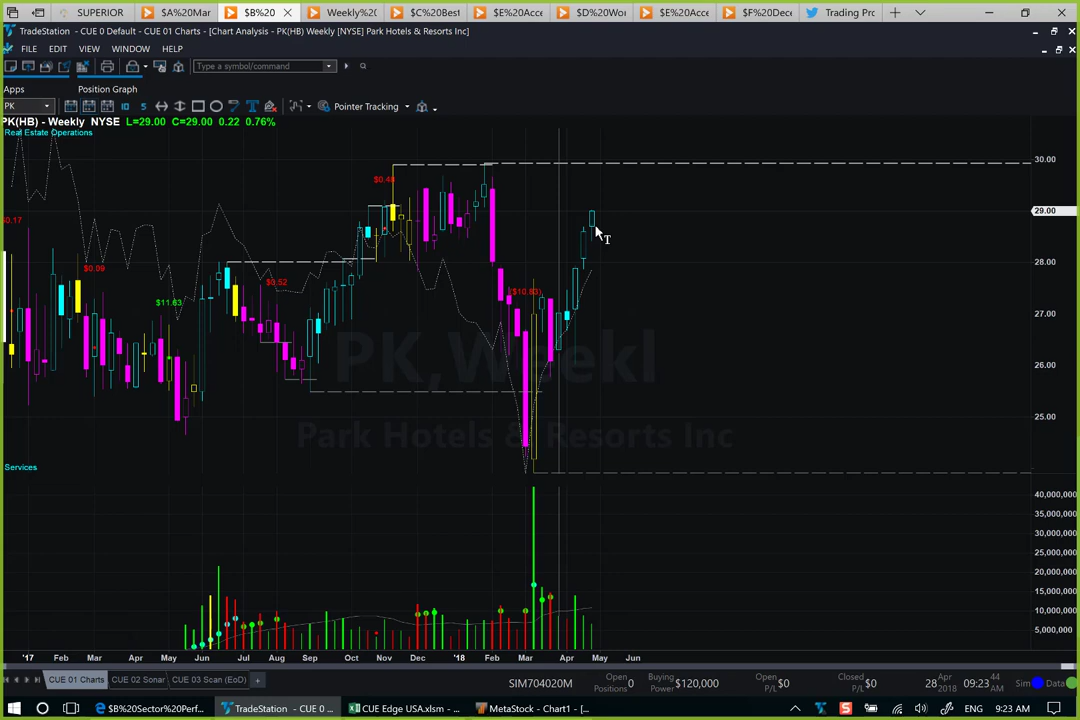 SUPERIOR
$A%20Mar
$B%20
Weekly%2(
$C%20Best
$E%20Acce
$D%20Wor
$E%20Acce
$F%20Dece
Trading Pro
TradeStation - CUE 0 Default - CUE 01 Charts - [Chart Analysis - PK(HB) Weekly [NYSE] Park Hotels & Resorts Inc]
FILE EDIT VIEW WINDOW HELP
Type a symbol/command
Apps Position Graph
PK
Pointer Tracking
PK(HB) - Weekly NYSE L=29.00 C=29.00 0.22 0.76%
Real Estate Operations
30.00
$0.48
29.00
$0.17
$0.09
28.00
$0.52
$11.63
($10.83)
27.00
PK,Weekl
26.00
25.00
Park Hotels & Resorts Inc
Services
40,000,000
30,000,000
25,000,000
20,000,000
15,000,000
10,000,000
5,000,000
'17 Feb Mar Apr May Jun Jul Aug Sep Oct Nov Dec '18 Feb Mar Apr May Jun
CUE 01 Charts CUE 02 Sonar CUE 03 Scan (EoD)
SIM704020M
Open Positions 0
Buying Power $120,000
Open P/L $0
Closed P/L $0
28 Apr 2018
09:23 44 AM
Sim
Data
$B%20Sector%20Perf...
TradeStation - CUE 0 ...
CUE Edge USA.xlsm - ...
MetaStock - Chart1 - [...
ENG
9:23 AM